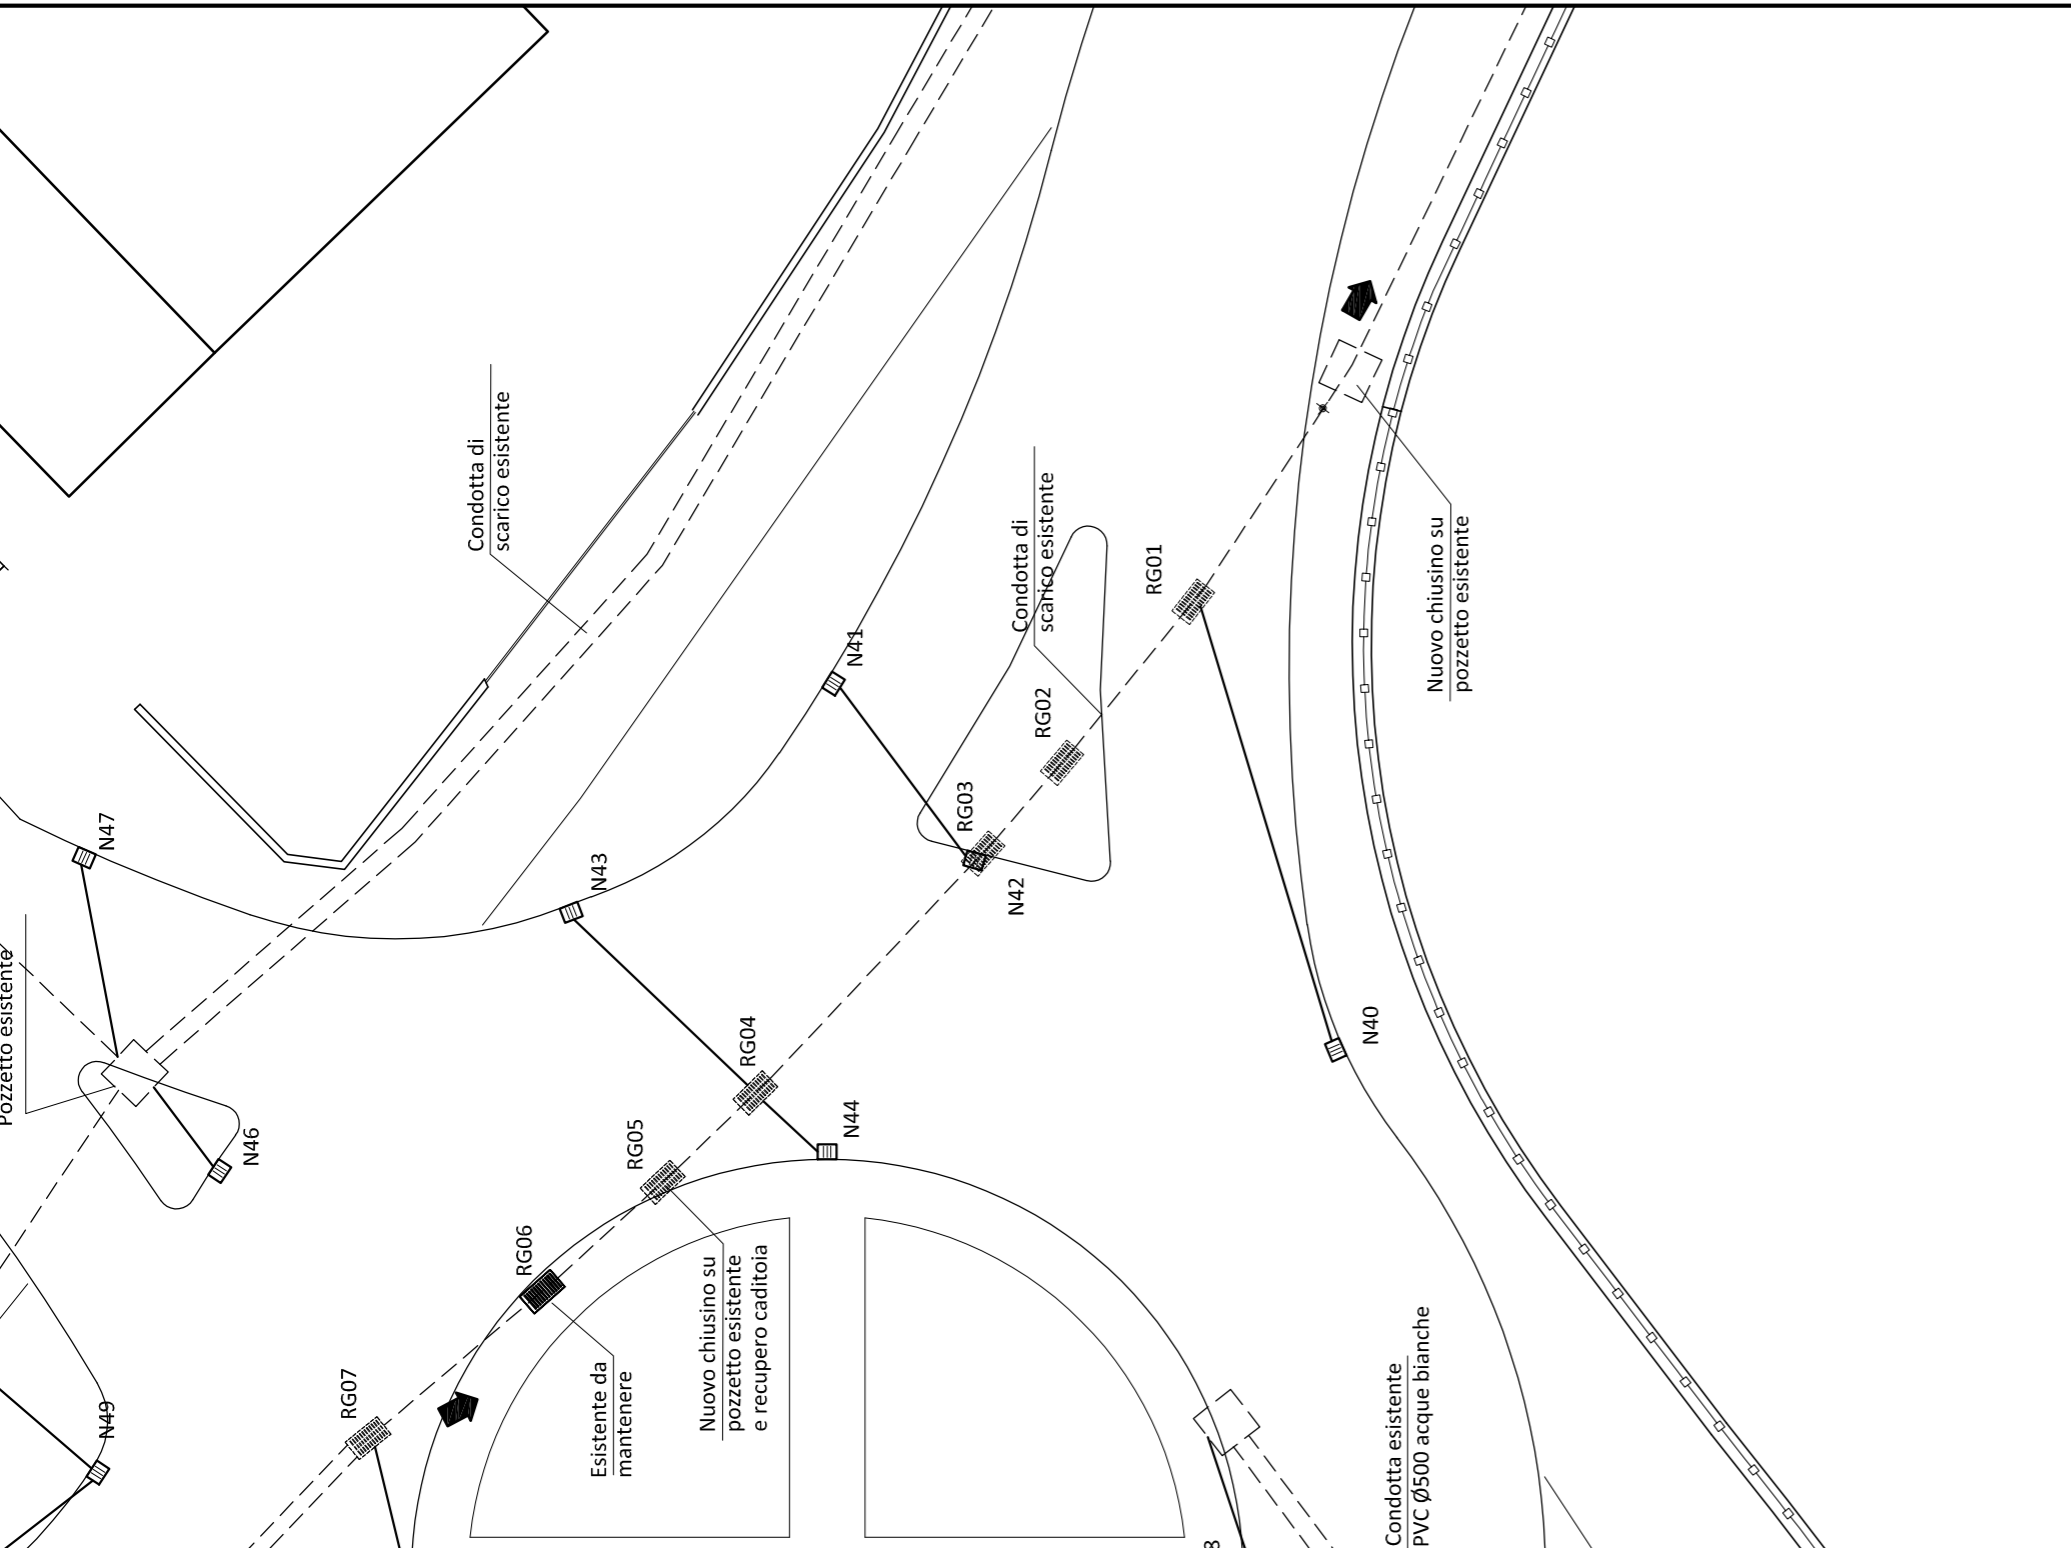 Condotta di
scarico esistente
Condotta di
scarico esistente
RG01
Nuovo chiusino su
pozzetto esistente
N41
RG02
RG03
N42
N47
N43
Pozzetto esistente
N46
RG04
N40
N44
RG05
RG06
Nuovo chiusino su
pozzetto esistente
e recupero caditoia
Esistente da
mantenere
RG07
N49
Condotta esistente
PVC Ø500 acque bianche